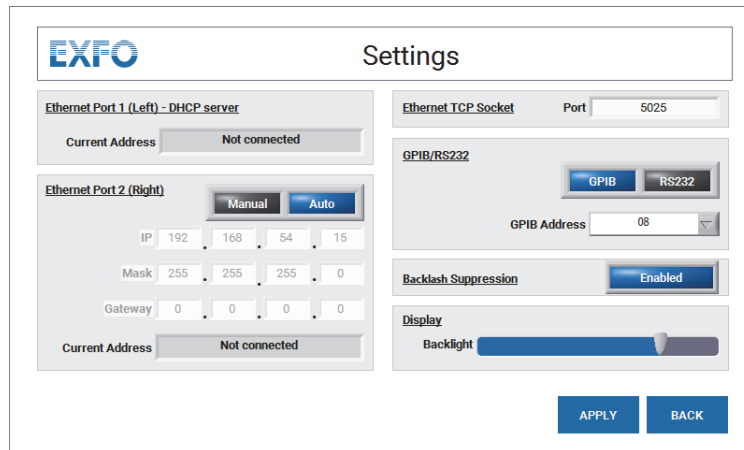 EXFO
Settings
Ethernet Port 1 (Left) - DHCP server
Current Address Not connected
Ethernet Port 2 (Right)
Manual Auto
IP 192 . 168 . 54 . 15
Mask 255 . 255 . 255 . 0
Gateway 0 . 0 . 0 . 0
Current Address Not connected
Ethernet TCP Socket Port 5025
GPIB/RS232
GPIB RS232
GPIB Address 08
Backlash Suppression Enabled
Display
Backlight
APPLY BACK